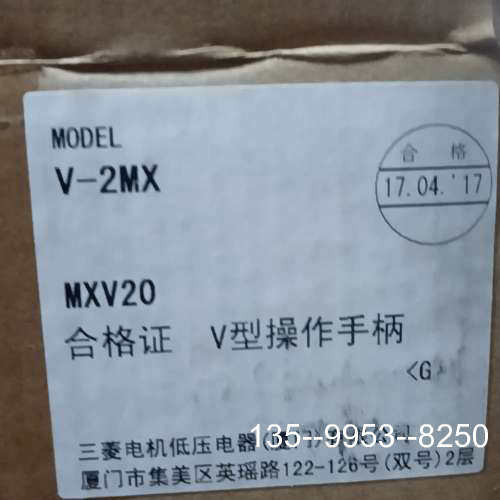 MODEL
V-2MX
合 格
17.04.'17
MXV20
合格证 V型操作手柄
<G
135--9953--8250
三菱电机低压电器(厦门)
厦门市集美区英瑶路122-126号(双号)2层